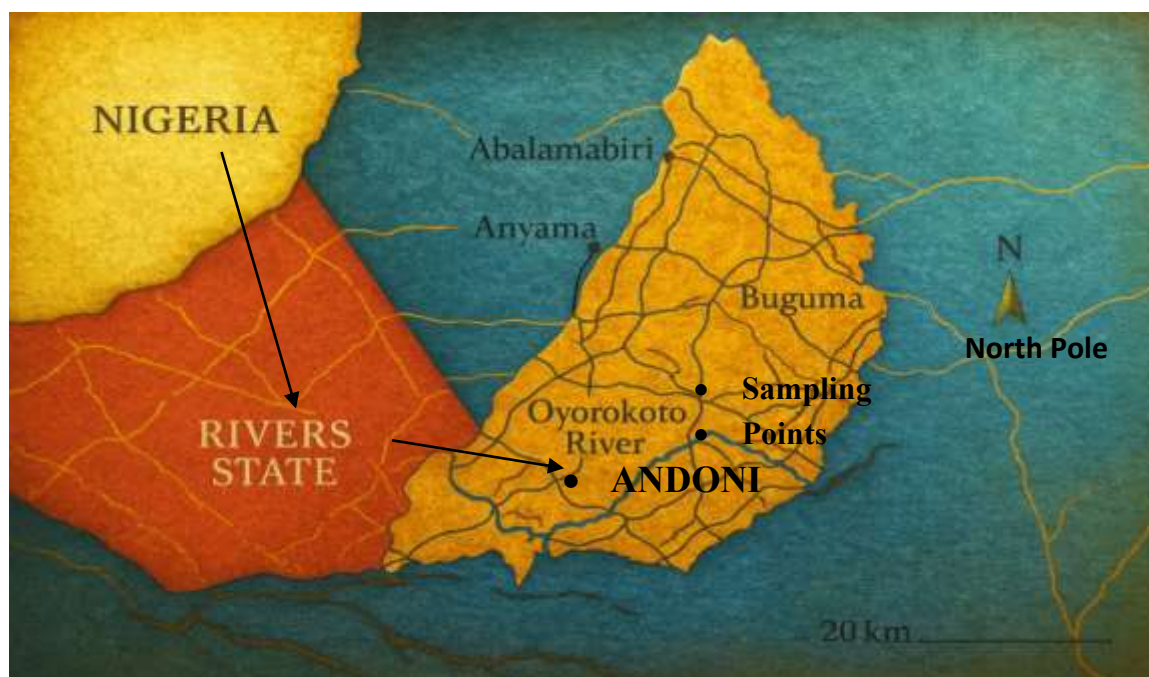 NIGERIA
Abalamabiri
Anyama
N
Buguma
North Pole
Sampling
Points
Oyorokoto
River
RIVERS
STATE
ANDONI
20 km